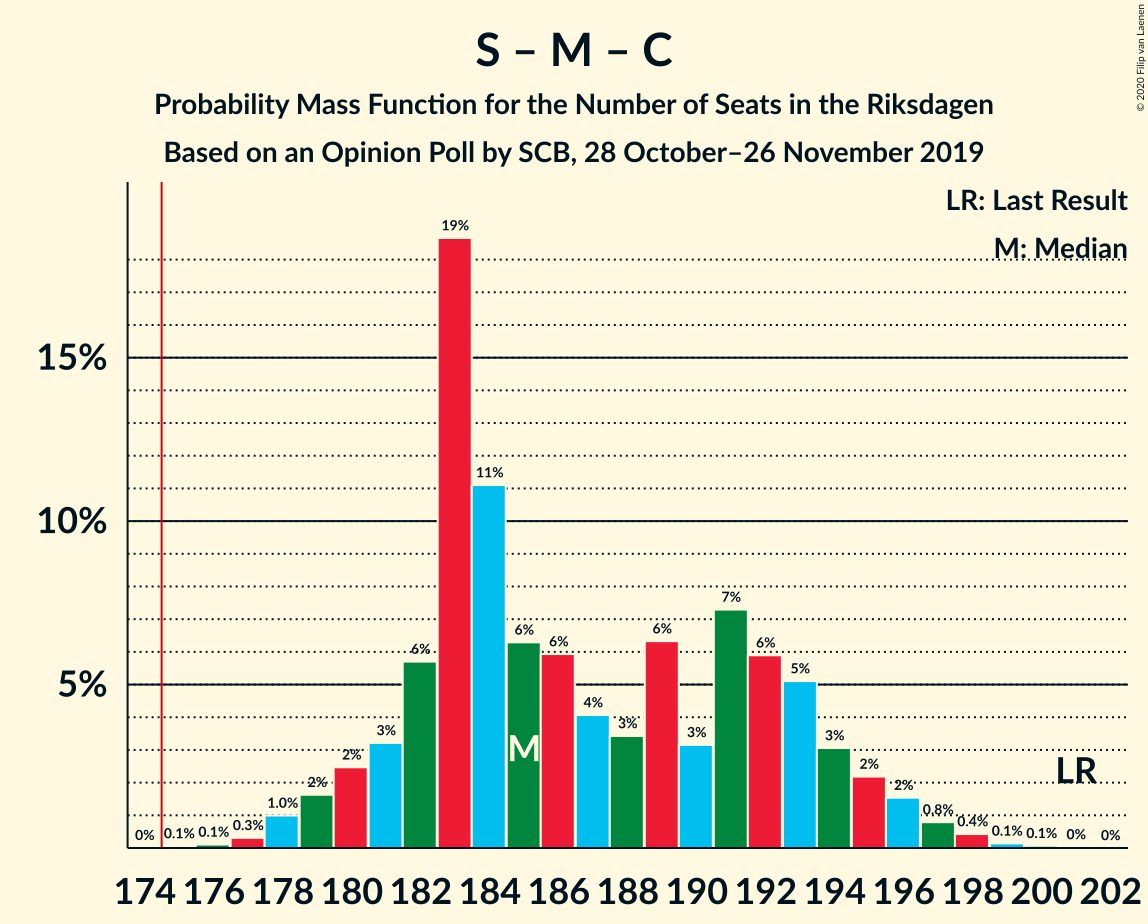 S – M – C
Probability Mass Function for the Number of Seats in the Riksdagen
Based on an Opinion Poll by SCB, 28 October–26 November 2019
© 2020 Filip van Laenen
LR: Last Result
M: Median
15%
10%
5%
0% 0.1% 0.1% 0.3% 1.0% 2% 2% 3% 6% 19% 11% 6% 6% 4% 3% 6% 3% 7% 6% 5% 3% 2% 2% 0.8% 0.4% 0.1% 0.1% 0% 0%
M
LR
174 176 178 180 182 184 186 188 190 192 194 196 198 200 202